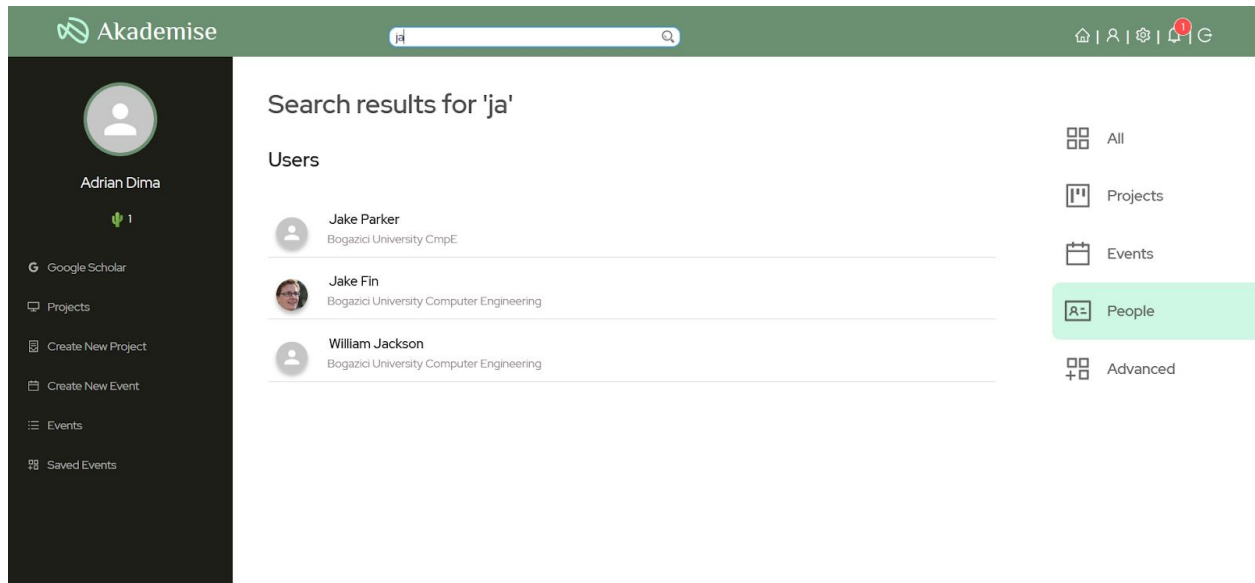 Akademise
ja
1
Adrian Dima
1
G Google Scholar
Projects
Create New Project
Create New Event
Events
Saved Events
Search results for 'ja'
Users
Jake Parker
Bogazici University CmpE
Jake Fin
Bogazici University Computer Engineering
William Jackson
Bogazici University Computer Engineering
All
Projects
Events
People
Advanced